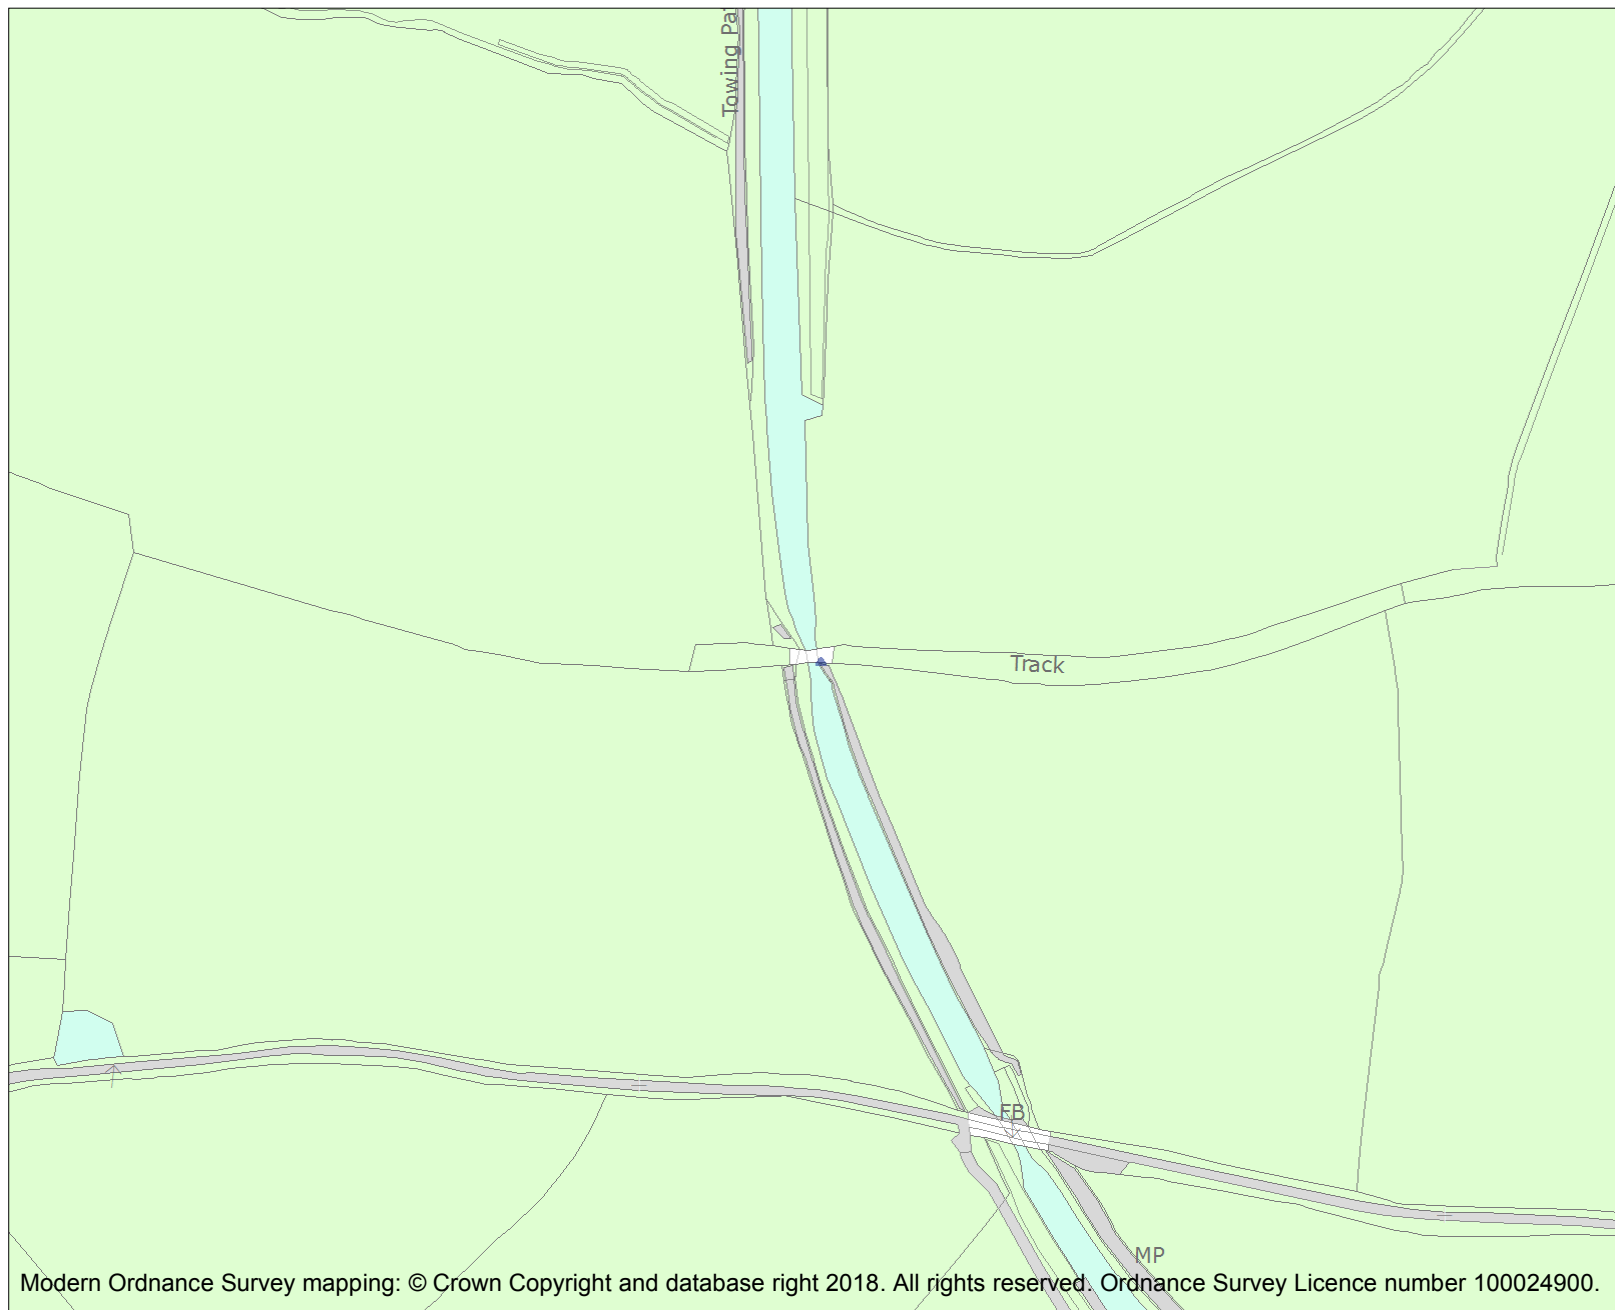 Towing Pa
Track
FB
MP
Modern Ordnance Survey mapping: © Crown Copyright and database right 2018. All rights reserved. Ordnance Survey Licence number 100024900.